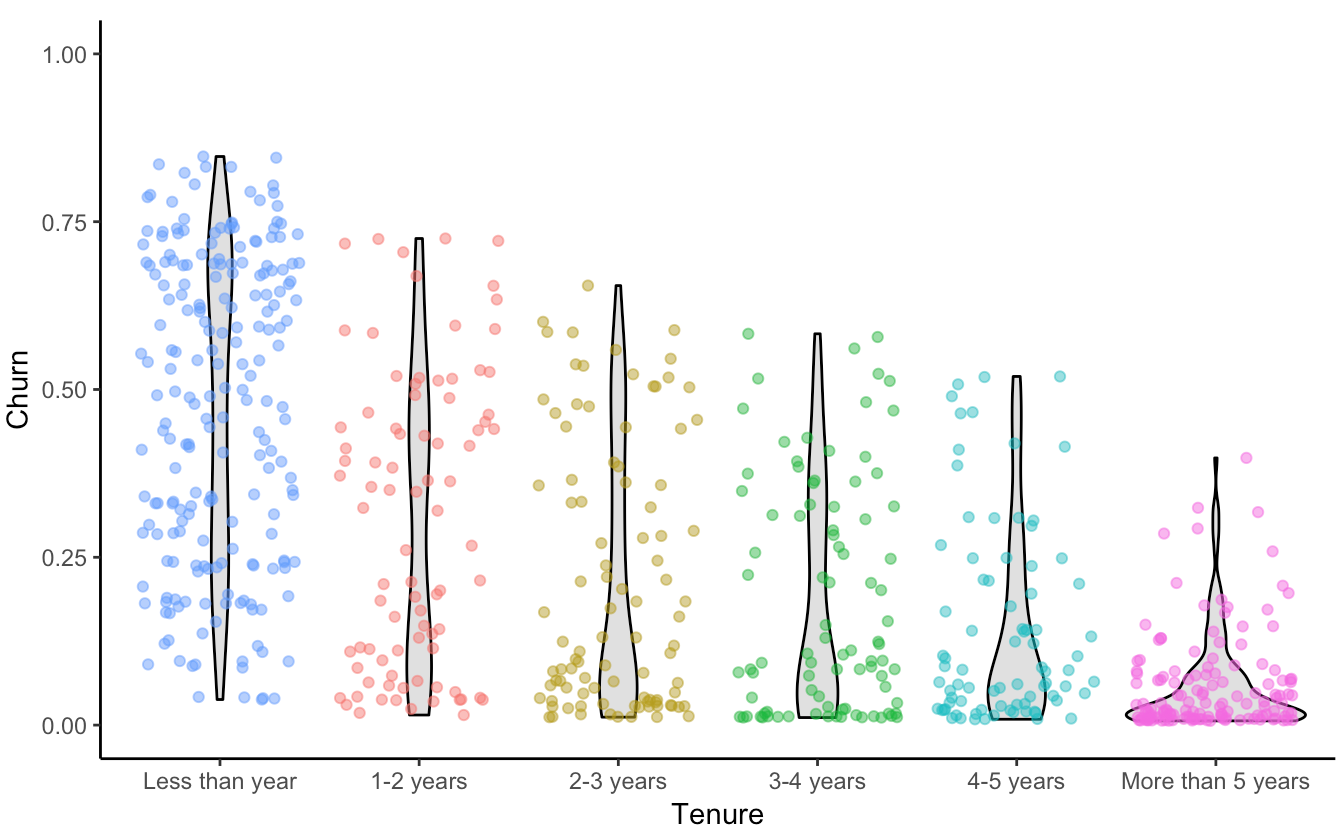 1.00
0.75
0.50
0.25
0.00
Churn
Less than year
1-2 years
2-3 years
3-4 years
4-5 years
More than 5 years
Tenure